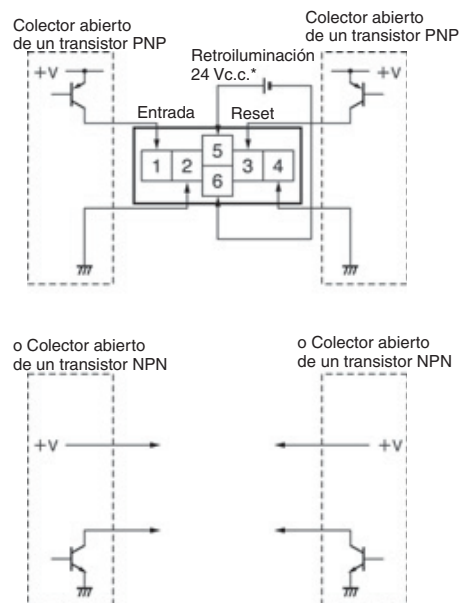 Colector abierto
de un transistor PNP
Colector abierto
de un transistor PNP
Retroiluminación
24 Vc.c.*
+V
+V
Entrada
Reset
1 2 5 3 4
6
o Colector abierto
de un transistor NPN
o Colector abierto
de un transistor NPN
+V
+V